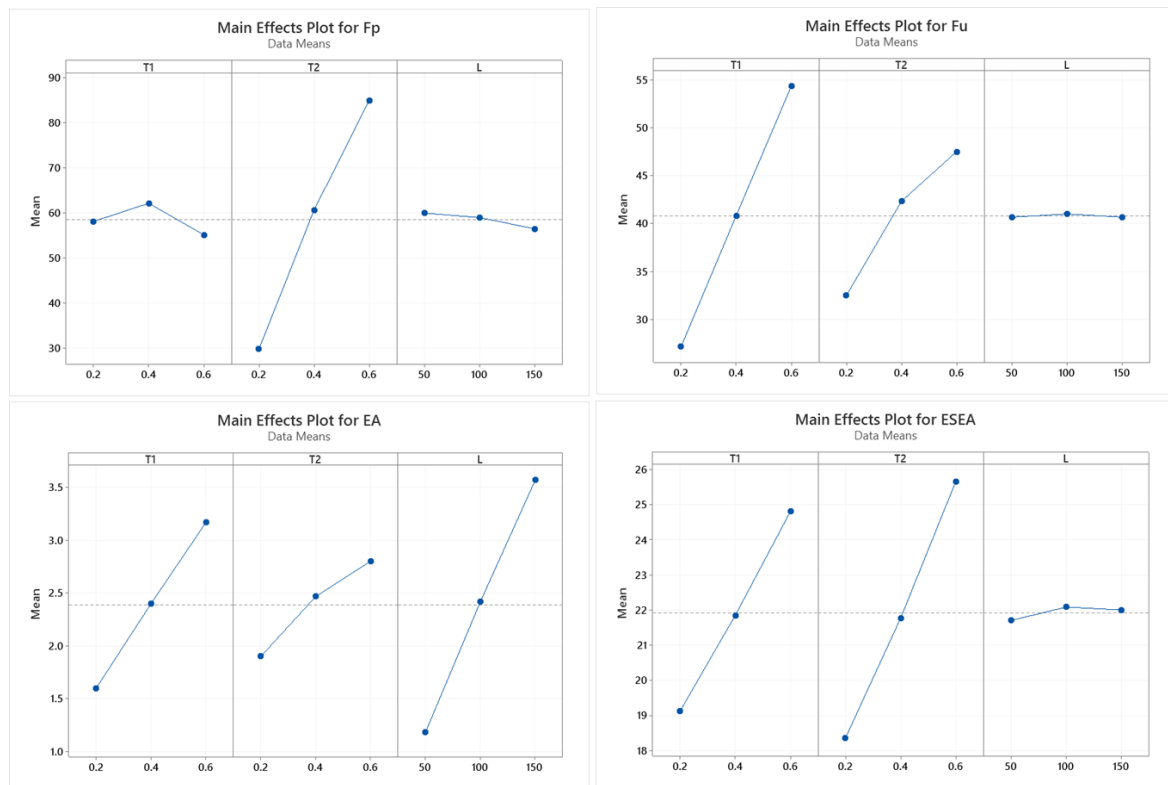 Main Effects Plot for Fp
Data Means
T1 T2 L
90
80
70
60
50
40
30
Mean
0.2 0.4 0.6 0.2 0.4 0.6 50 100 150
Main Effects Plot for Fu
Data Means
T1 T2 L
55
50
45
40
35
30
Mean
0.2 0.4 0.6 0.2 0.4 0.6 50 100 150
Main Effects Plot for EA
Data Means
T1 T2 L
3.5
3.0
2.5
2.0
1.5
1.0
Mean
0.2 0.4 0.6 0.2 0.4 0.6 50 100 150
Main Effects Plot for ESEA
Data Means
T1 T2 L
26
25
24
23
22
21
20
19
18
Mean
0.2 0.4 0.6 0.2 0.4 0.6 50 100 150